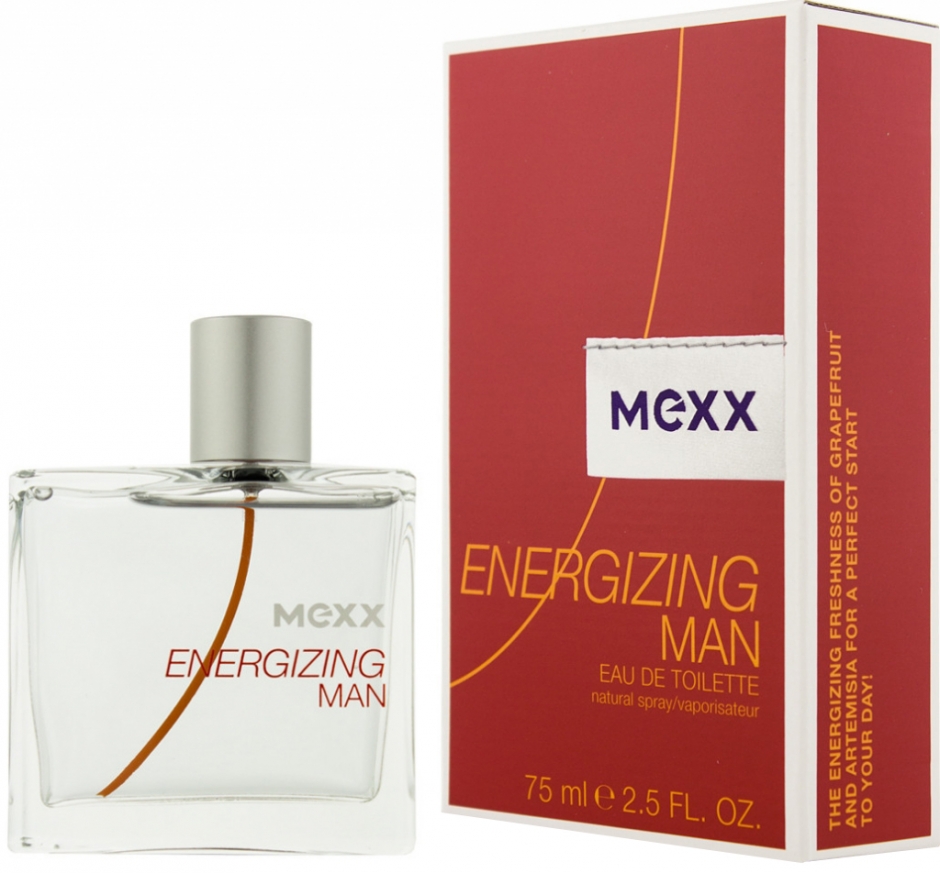 MEXX
ENERGIZING
MAN
MEXX
ENERGIZING
MAN
EAU DE TOILETTE
natural spray/vaporisateur
75 ml ℮ 2.5 FL. OZ.
THE ENERGIZING FRESHNESS OF GRAPEFRUIT
AND ARTEMISIA FOR A PERFECT START
TO YOUR DAY!